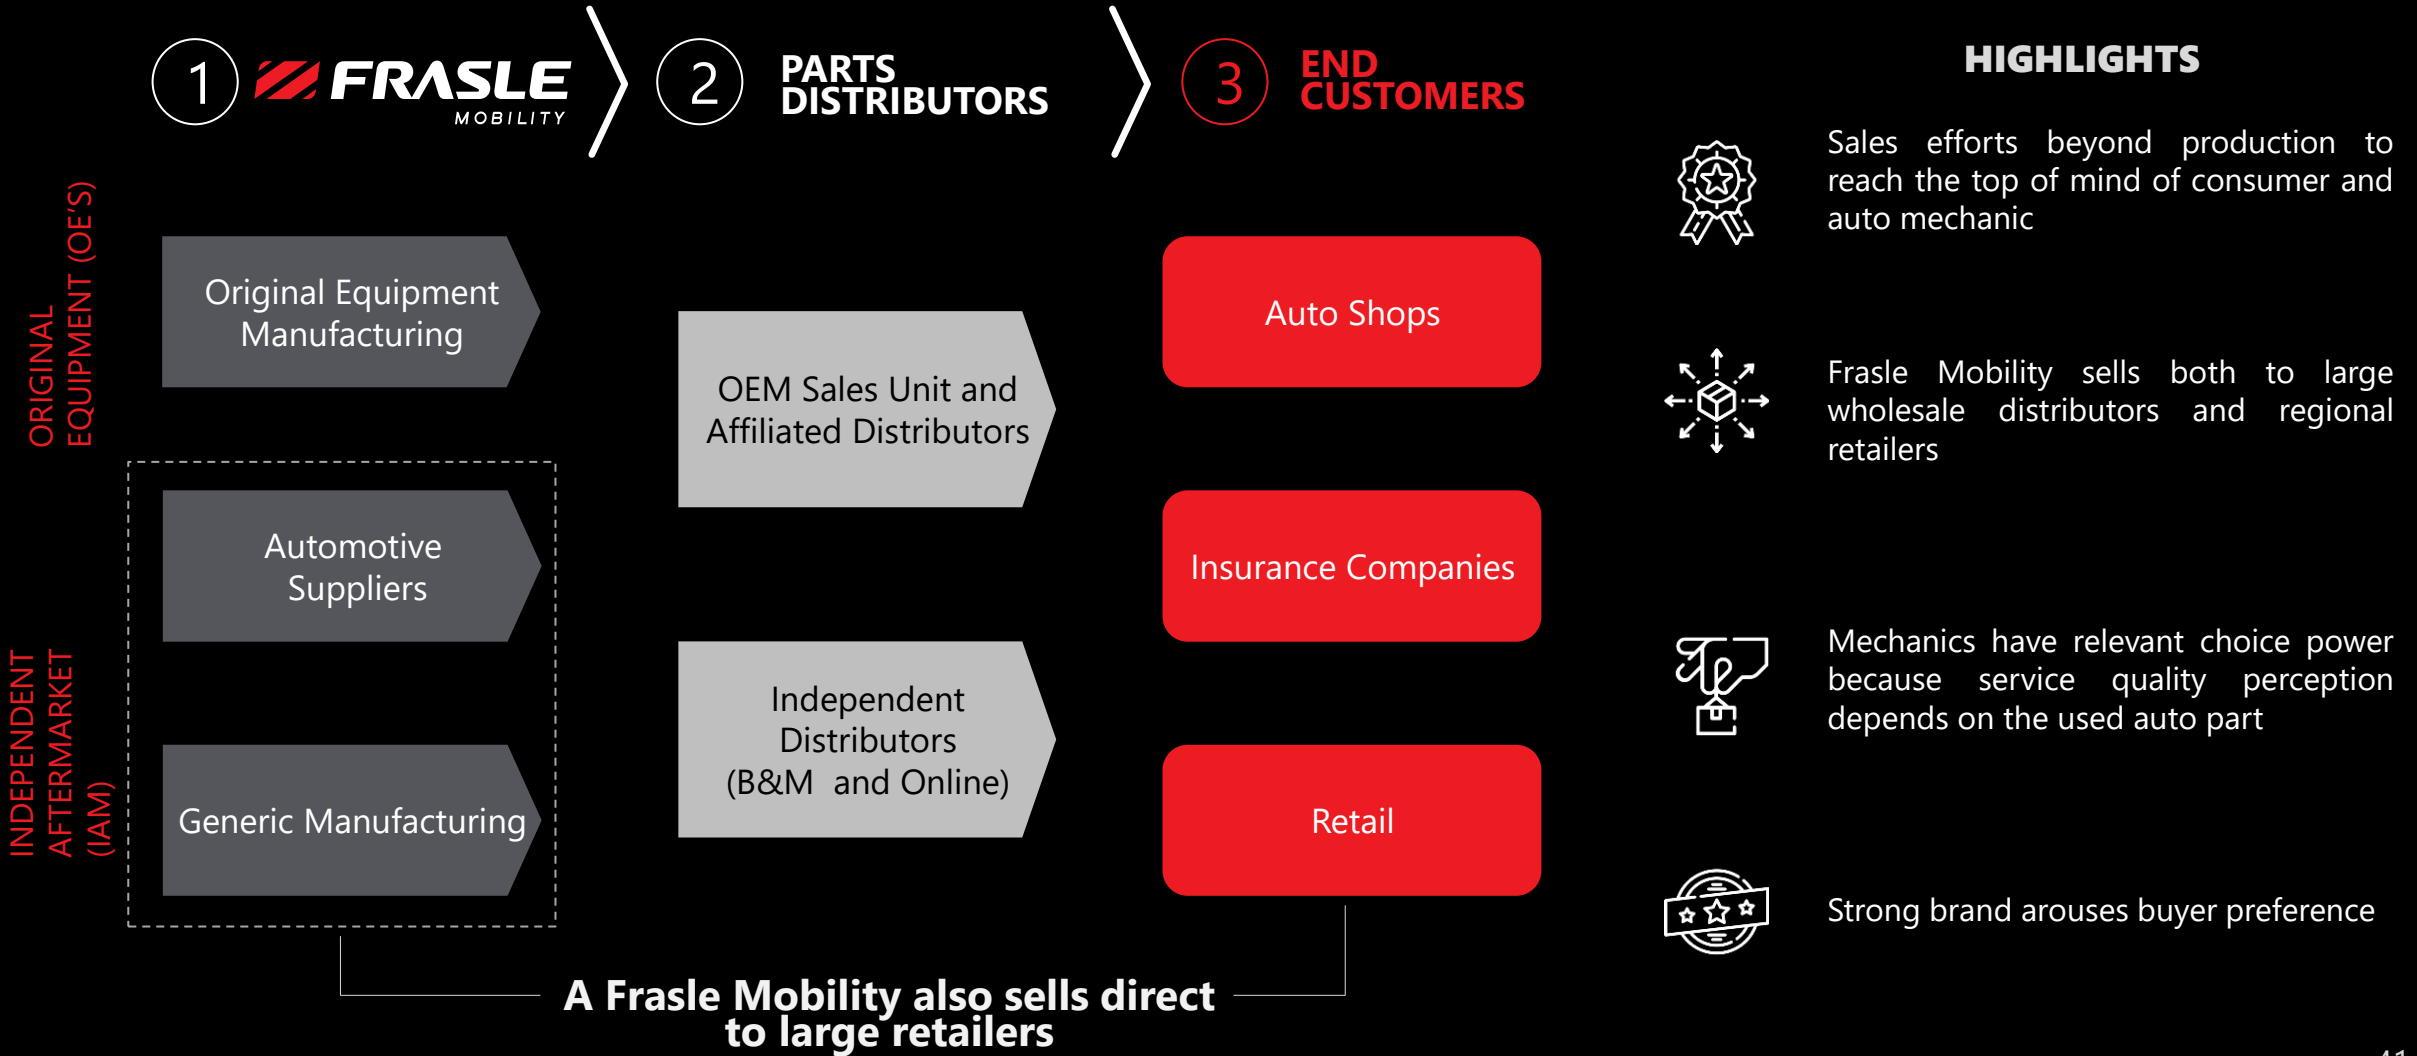 1
FRASLE
MOBILITY
2
PARTS
DISTRIBUTORS
3
END
CUSTOMERS
ORIGINAL
EQUIPMENT (OE'S)
Original Equipment
Manufacturing
INDEPENDENT
AFTERMARKET
(IAM)
Automotive
Suppliers
Generic Manufacturing
OEM Sales Unit and
Affiliated Distributors
Independent
Distributors
(B&M  and Online)
Auto Shops
Insurance Companies
Retail
A Frasle Mobility also sells direct
to large retailers
HIGHLIGHTS
Sales efforts beyond production to
reach the top of mind of consumer and
auto mechanic
Frasle Mobility sells both to large
wholesale distributors and regional
retailers
Mechanics have relevant choice power
because service quality perception
depends on the used auto part
Strong brand arouses buyer preference